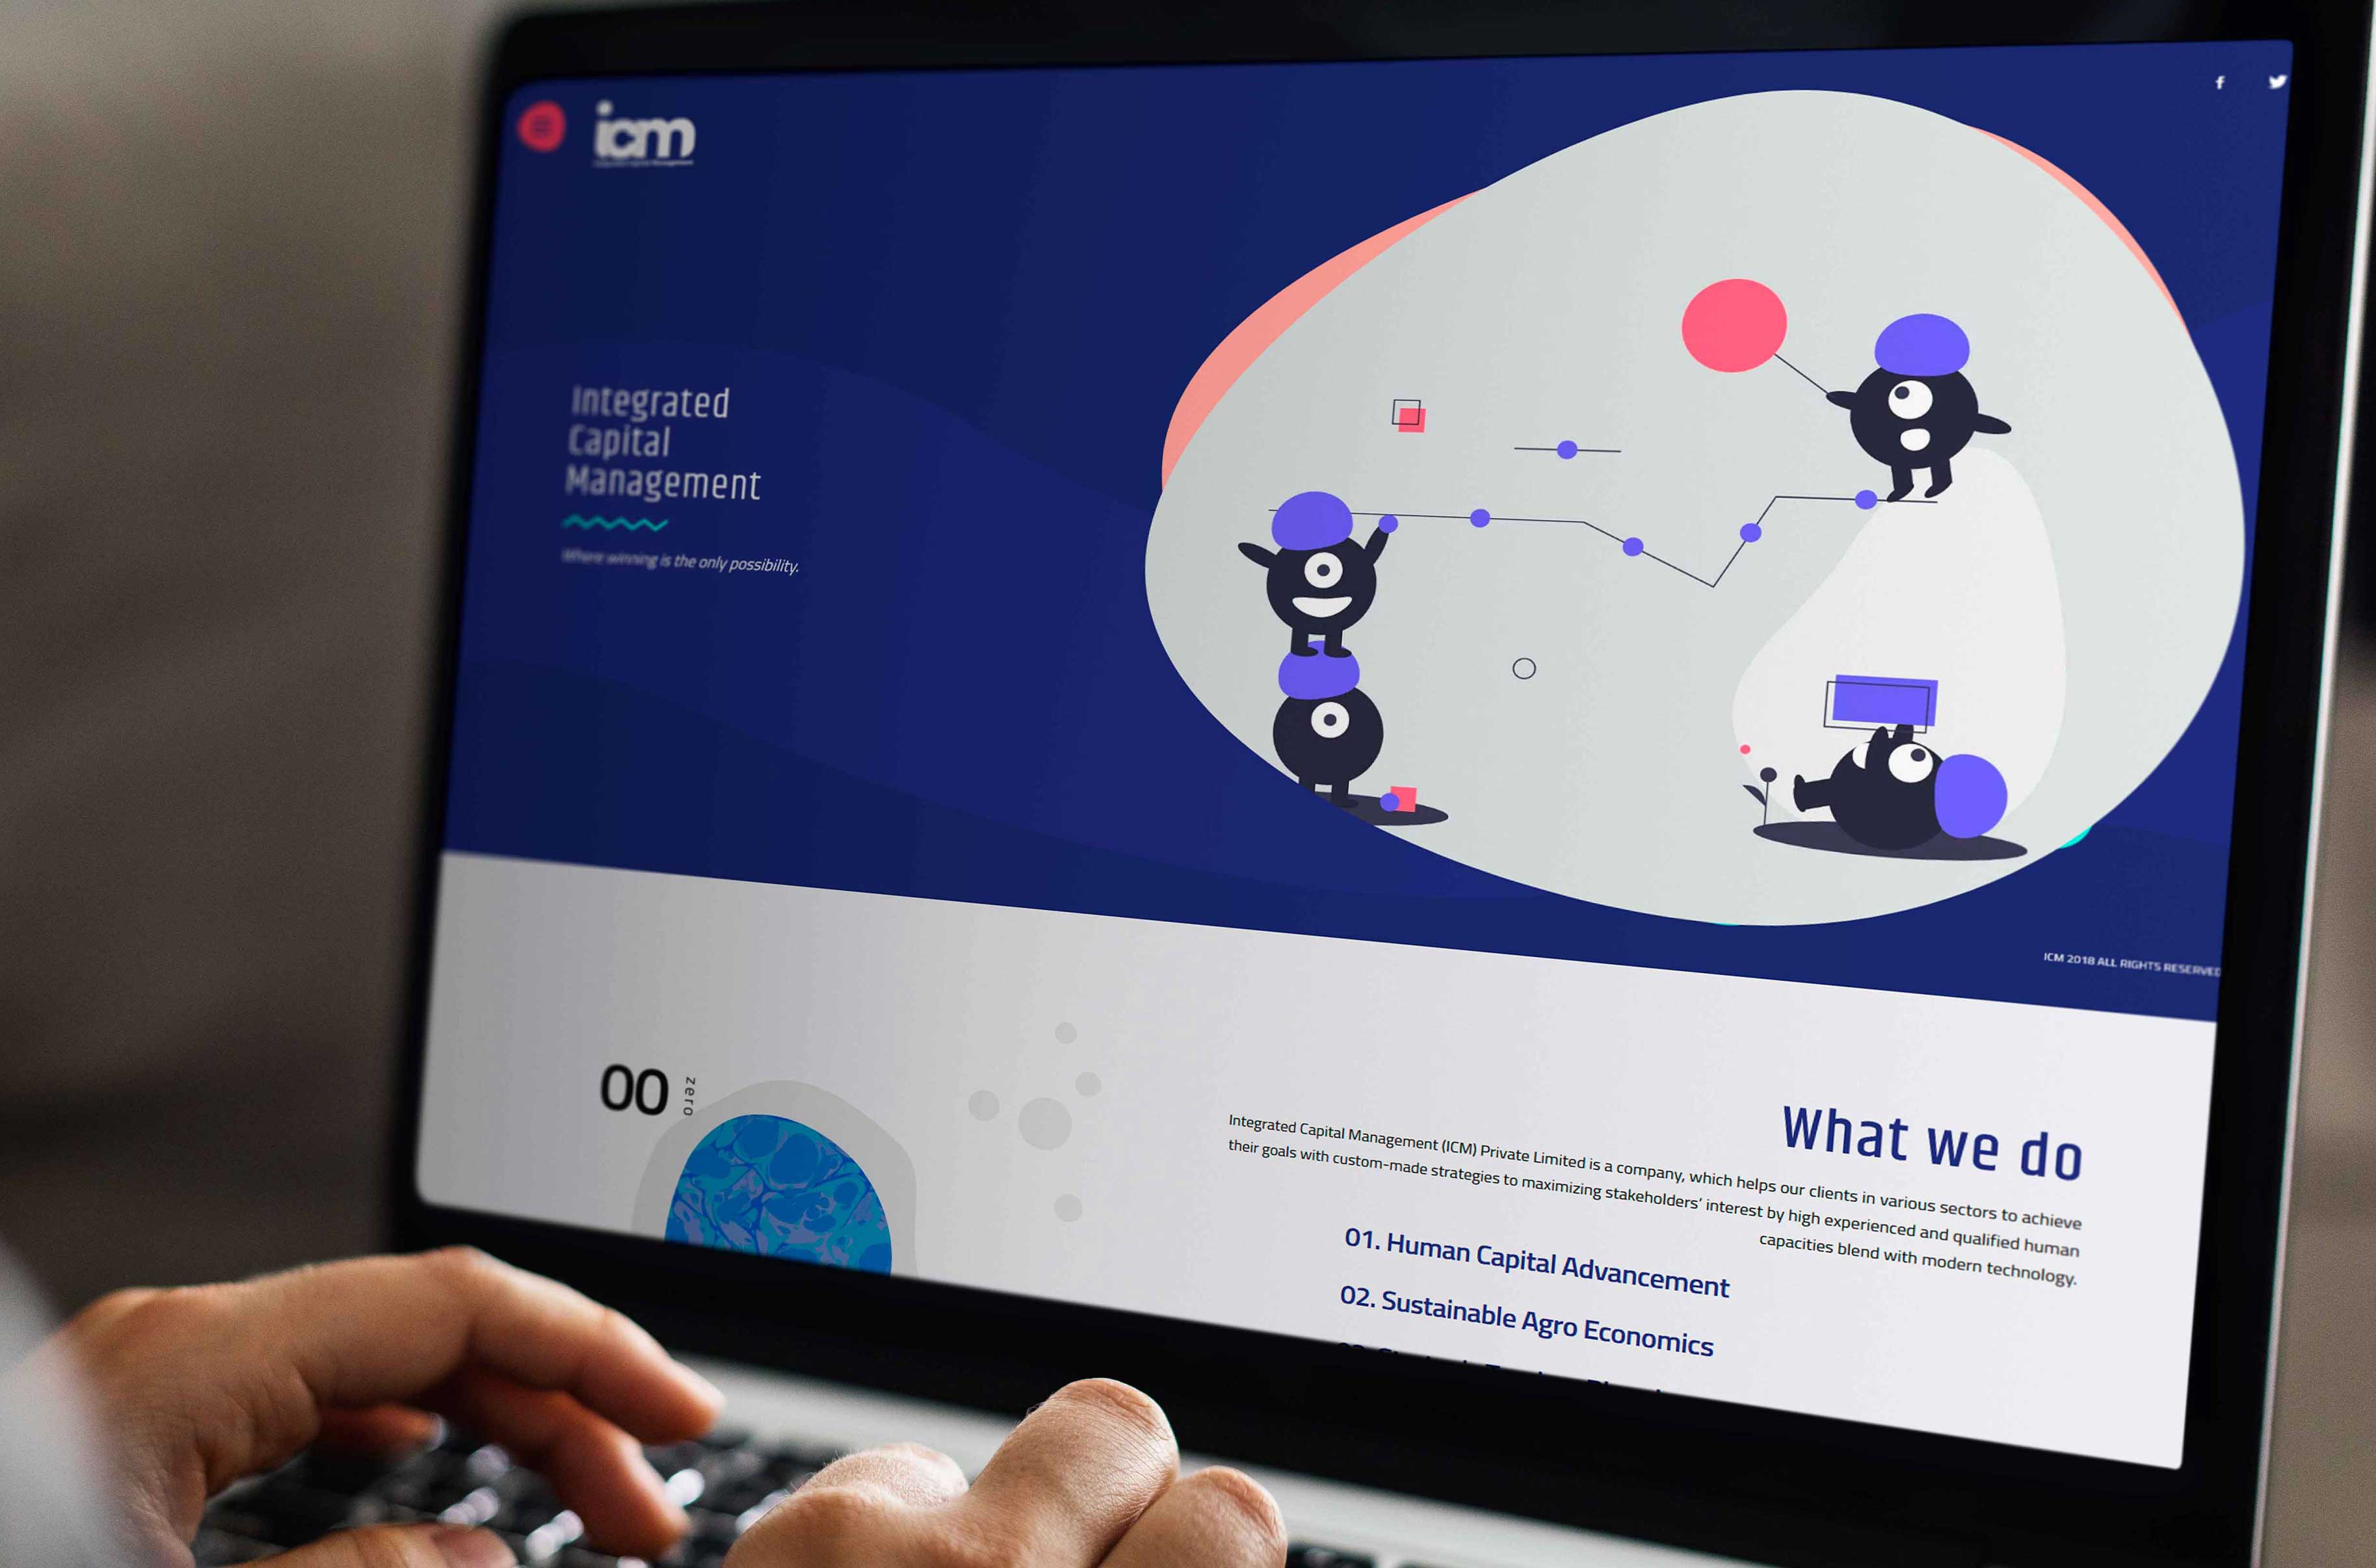 icm
Integrated
Capital
Management
Where winning is the only possibility.
ICM 2018 ALL RIGHTS RESERVED
00
zero
What we do
Integrated Capital Management (ICM) Private Limited is a company, which helps our clients in various sectors to achieve
their goals with custom-made strategies to maximizing stakeholders' interest by high experienced and qualified human
capacities blend with modern technology.
01. Human Capital Advancement
02. Sustainable Agro Economics